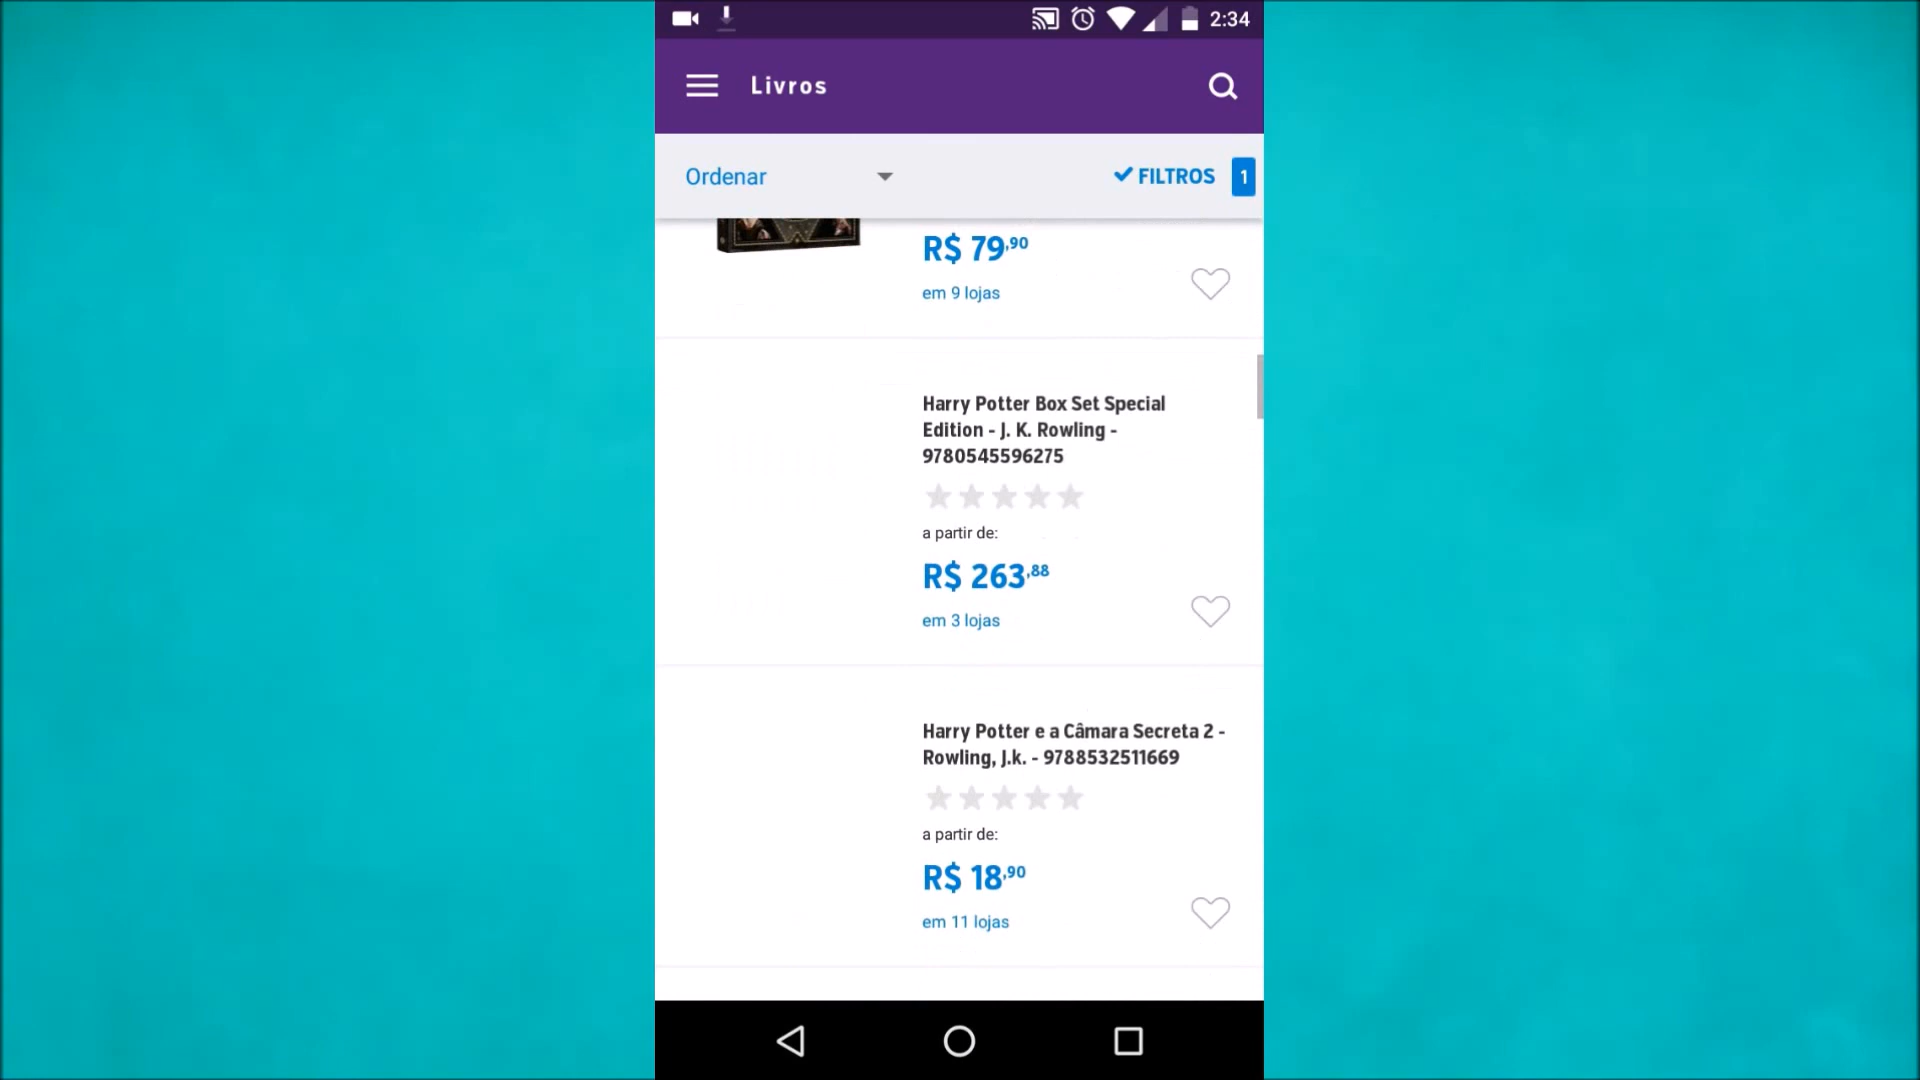 2:34
Livros
Ordenar
FILTROS 1
R$ 79,90
em 9 lojas
Harry Potter Box Set Special
Edition - J. K. Rowling -
9780545596275
a partir de:
R$ 263,88
em 3 lojas
Harry Potter e a Câmara Secreta 2 -
Rowling, J.k. - 9788532511669
a partir de:
R$ 18,90
em 11 lojas